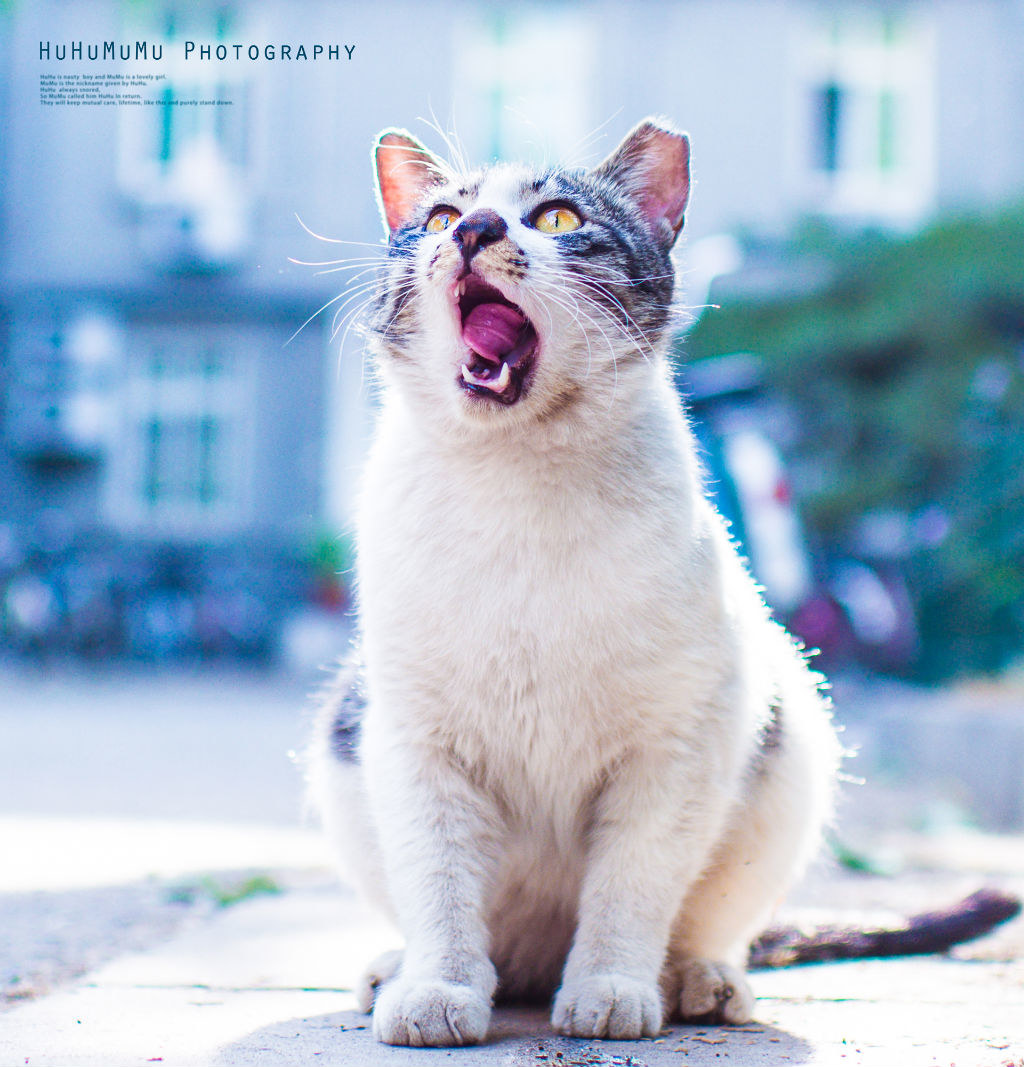 HuHuMuMu Photography
HuHu is nasty boy and MuMu is a lovely girl.
MuMu is the nickname given by HuHu.
HuHu always snored,
So MuMu called him HuHu in return.
They will keep mutual care, lifetime, like this and purely stand down.